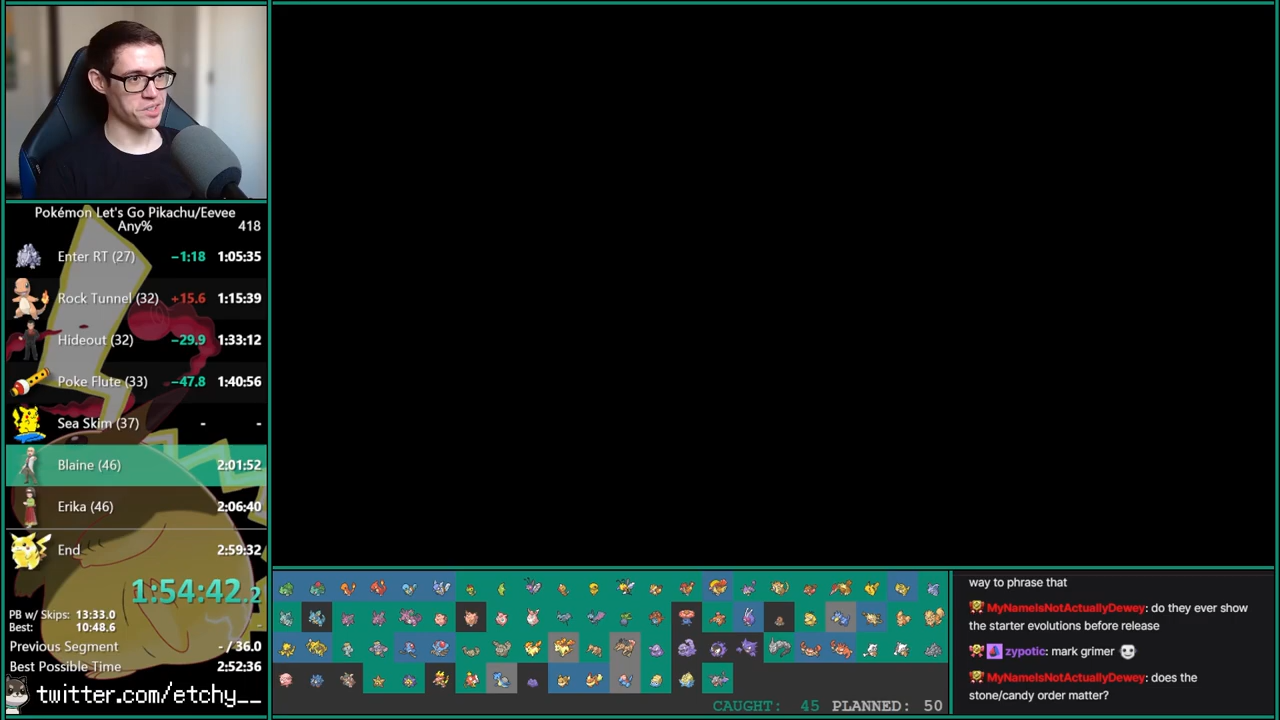 Pokémon Let's Go Pikachu/Eevee
Any% 418
Enter RT (27) −1:18 1:05:35
Rock Tunnel (32) +15.6 1:15:39
Hideout (32) −29.9 1:33:12
Poke Flute (33) −47.8 1:40:56
Sea Skim (37) - -
Blaine (46) 2:01:52
Erika (46) 2:06:40
End 2:59:32
1:54:42.2
PB w/ Skips: 13:33.0
Best: 10:48.6 -
Previous Segment - / 36.0
Best Possible Time 2:52:36
twitter.com/etchy__
CAUGHT: 45 PLANNED: 50
way to phrase that
MyNameIsNotActuallyDewey: do they ever show
the starter evolutions before release
zypotic: mark grimer
MyNameIsNotActuallyDewey: does the
stone/candy order matter?